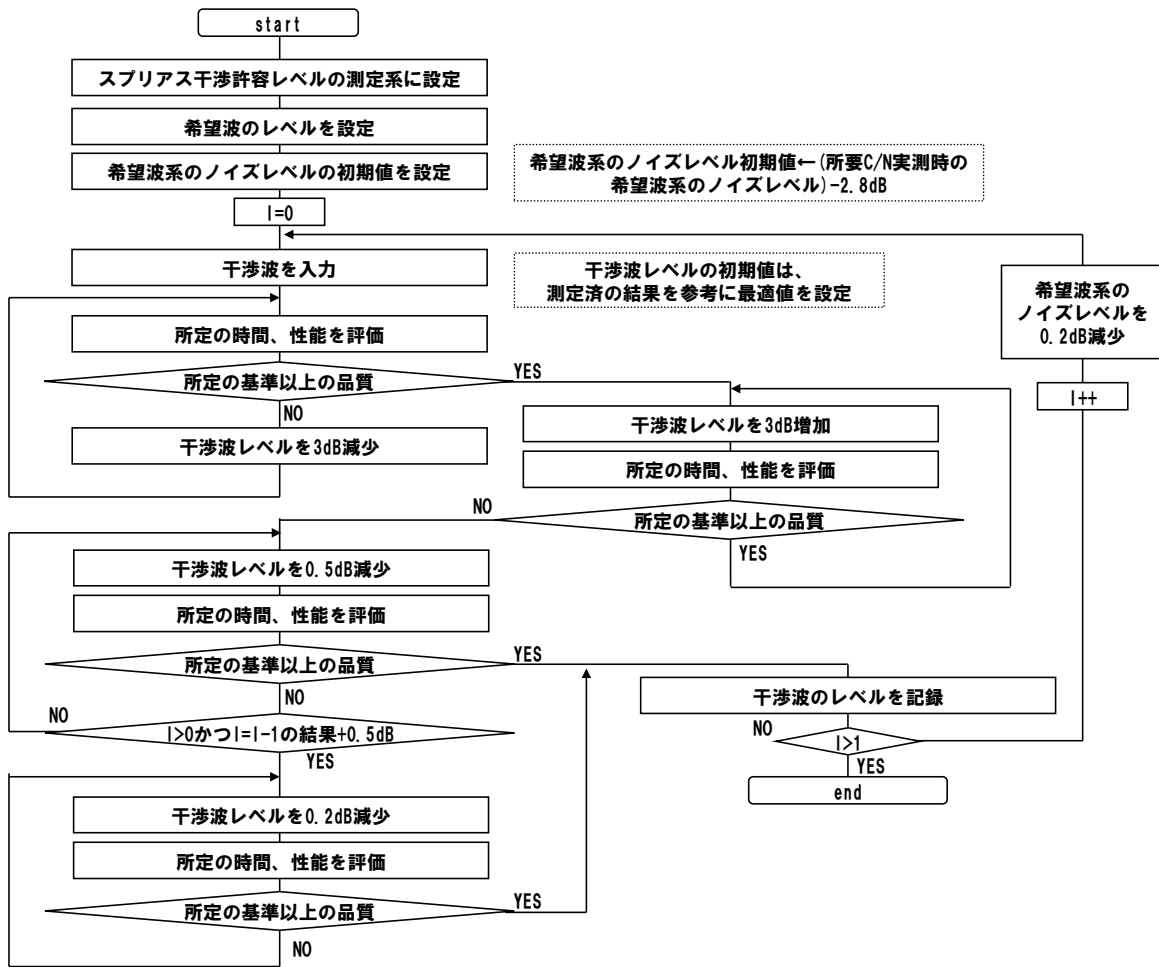 start
スプリアス干渉許容レベルの測定系に設定
希望波のレベルを設定
希望波系のノイズレベルの初期値を設定
希望波系のノイズレベル初期値←(所要C/N実測時の
希望波系のノイズレベル)-2.8dB
I=0
干渉波を入力
干渉波レベルの初期値は、
測定済の結果を参考に最適値を設定
希望波系の
ノイズレベルを
0.2dB減少
I++
所定の時間、性能を評価
所定の基準以上の品質
YES
NO
干渉波レベルを3dB減少
干渉波レベルを3dB増加
所定の時間、性能を評価
所定の基準以上の品質
NO
YES
干渉波レベルを0.5dB減少
所定の時間、性能を評価
所定の基準以上の品質
YES
NO
I>0かつI=I-1の結果+0.5dB
NO
YES
干渉波のレベルを記録
I>1
NO
YES
end
干渉波レベルを0.2dB減少
所定の時間、性能を評価
所定の基準以上の品質
YES
NO